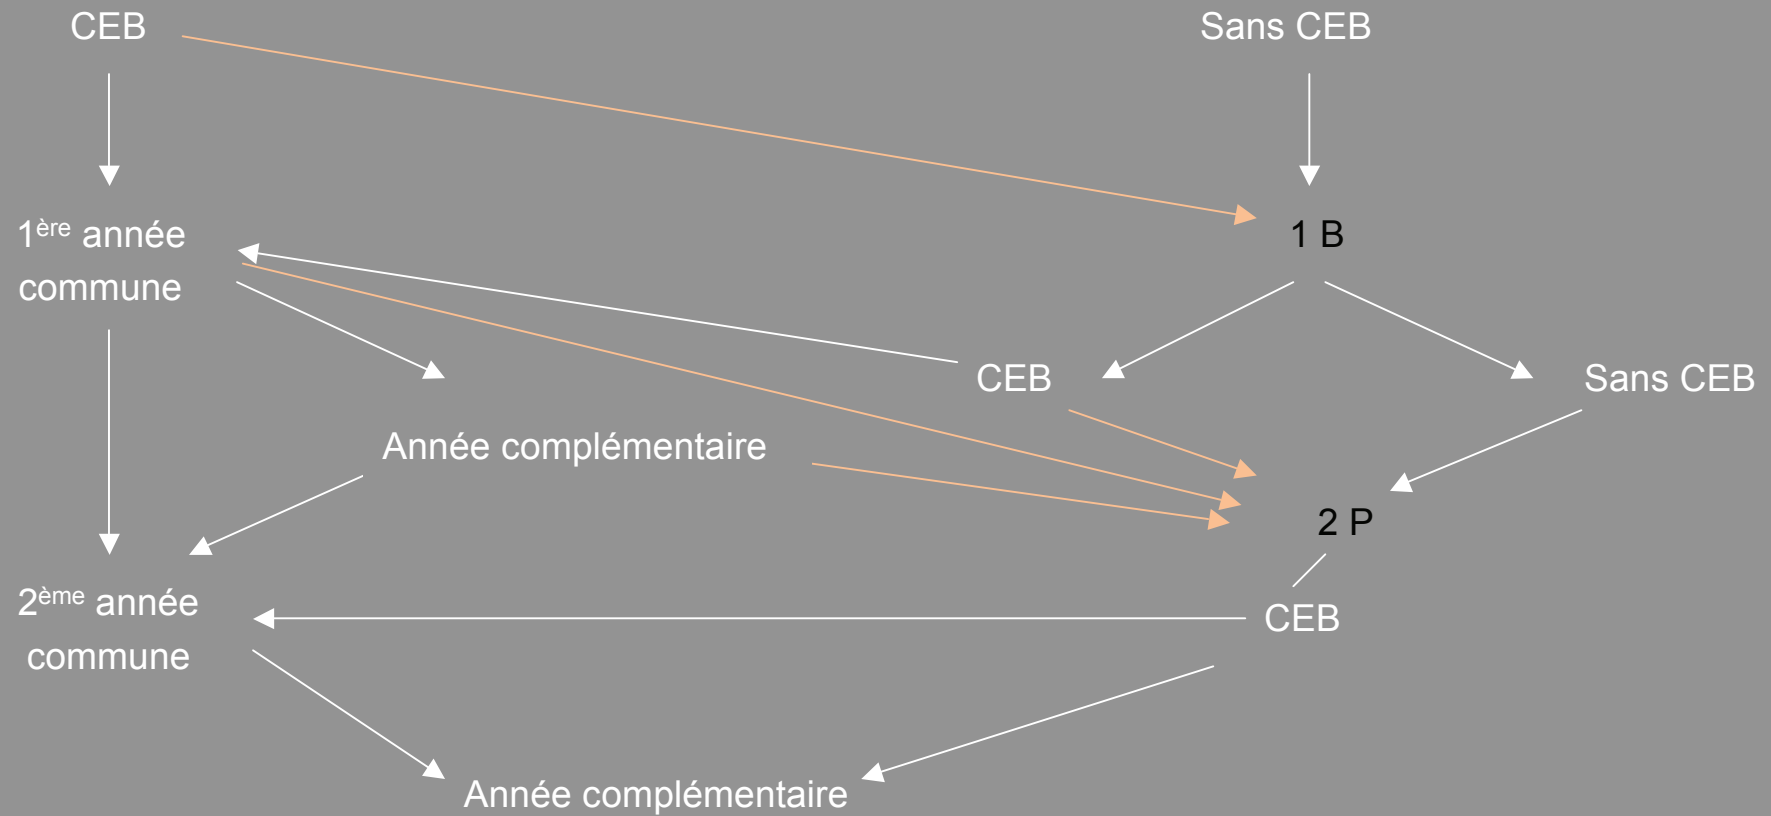 CEB
Sans CEB
1ère année
commune
1 B
CEB
Sans CEB
Année complémentaire
2 P
2ème année
commune
CEB
Année complémentaire